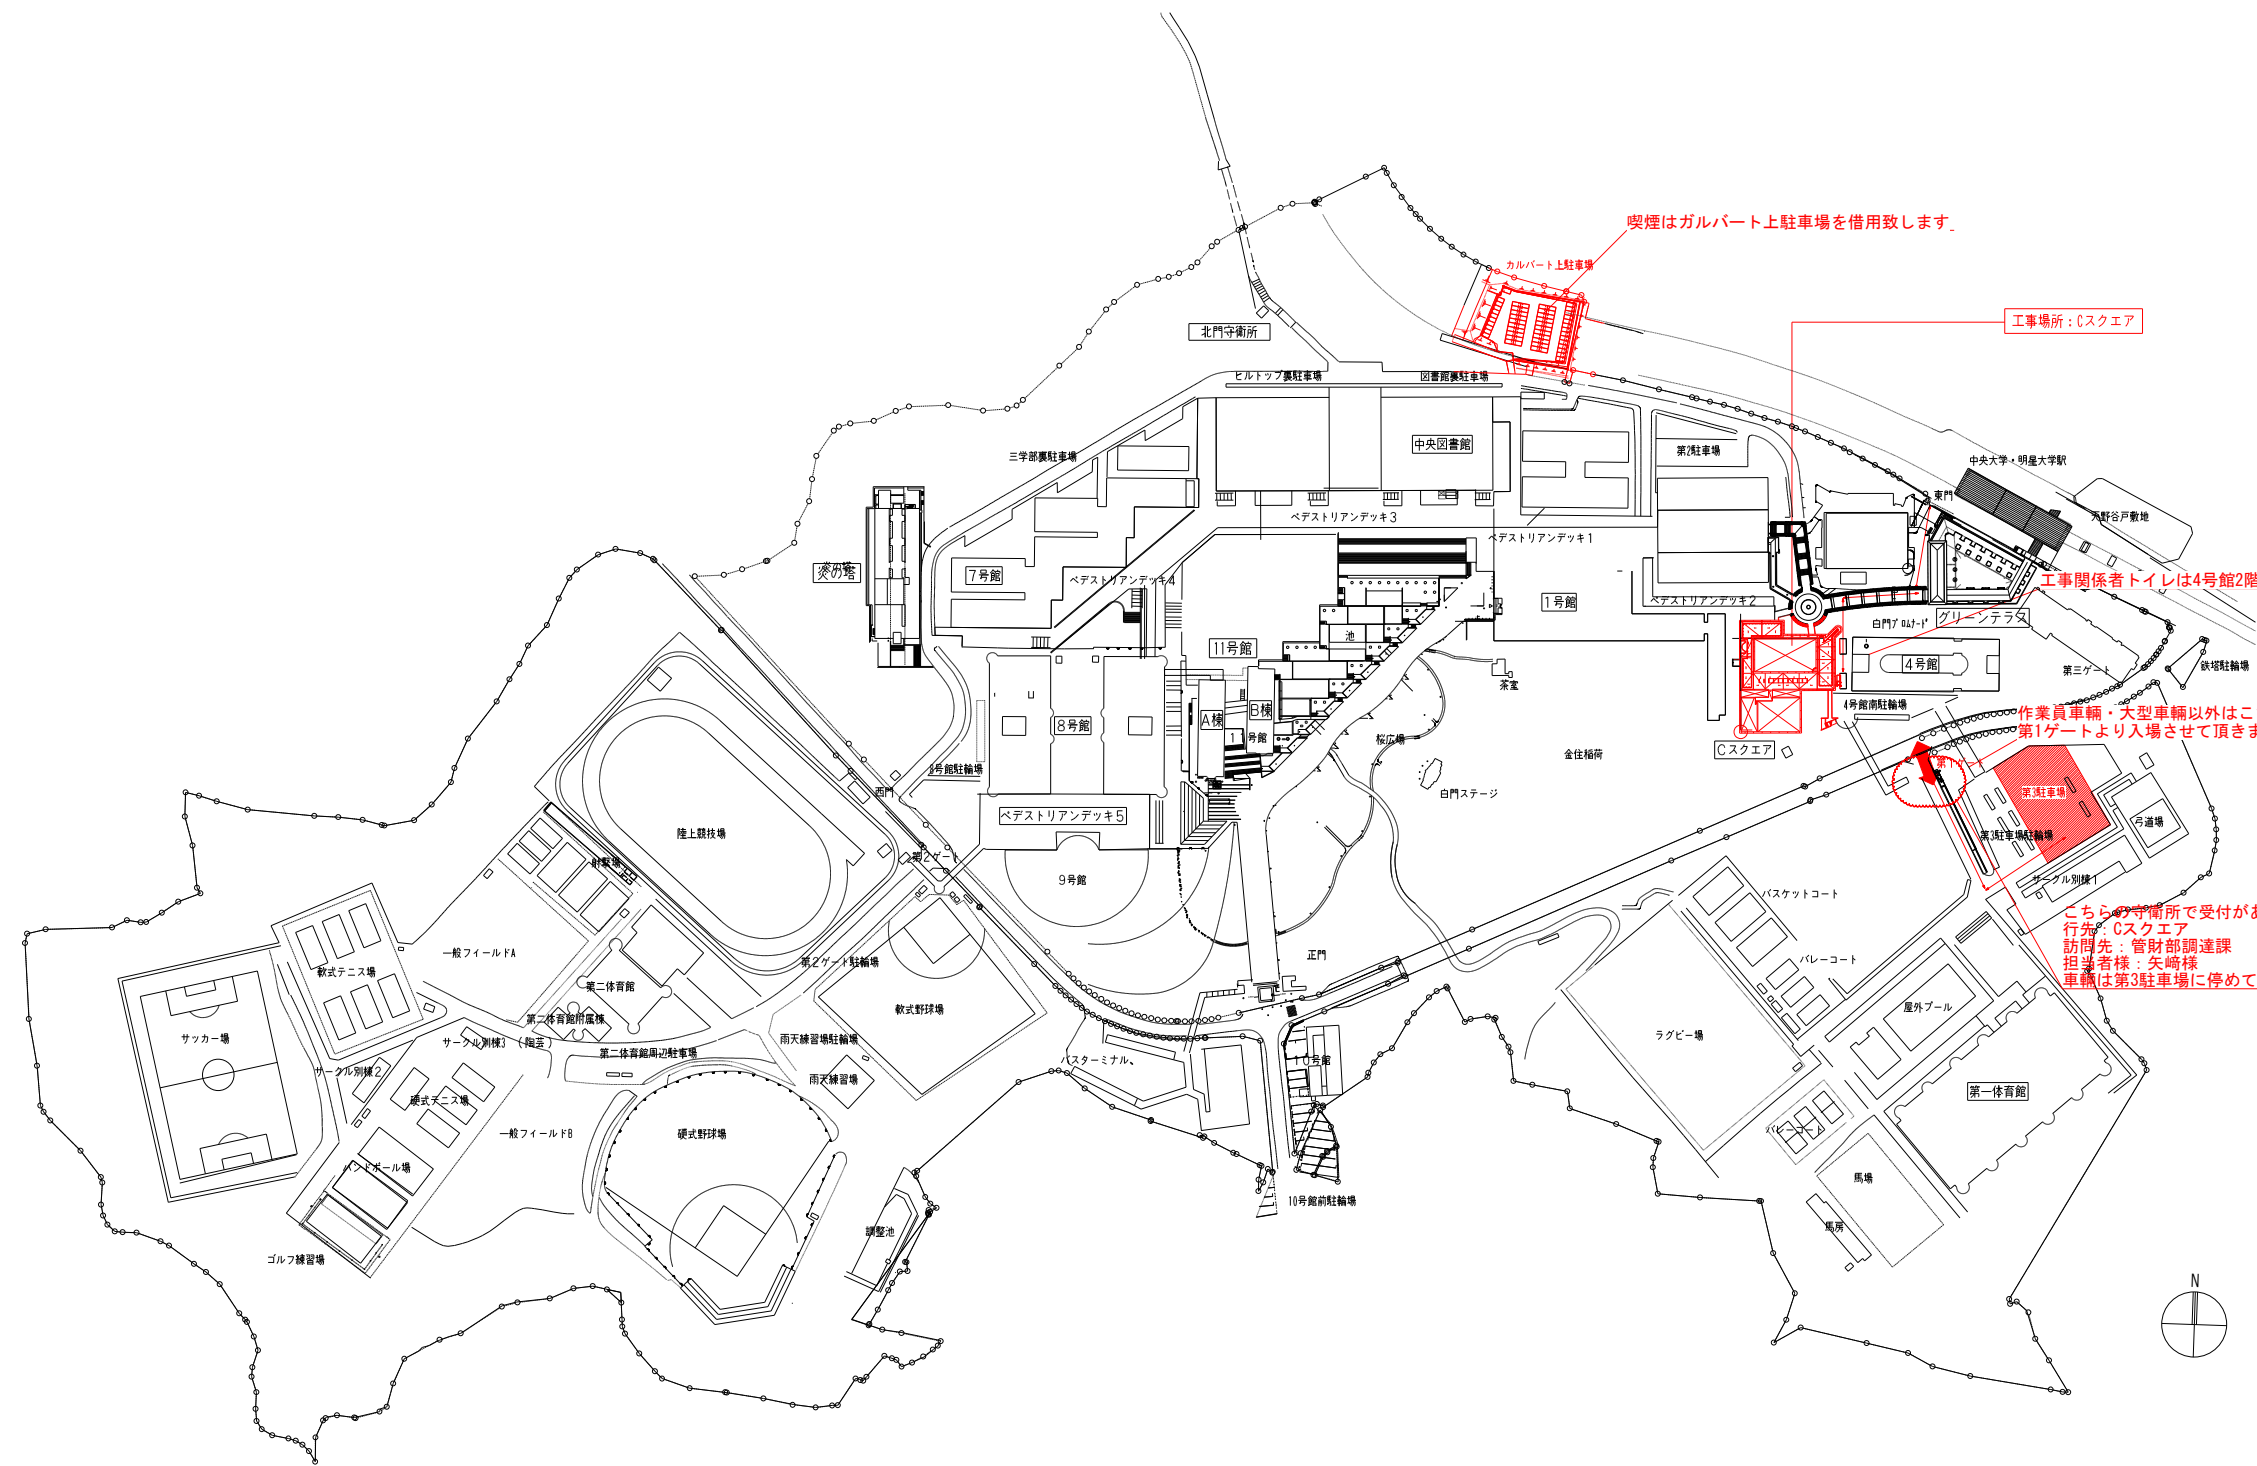 喫煙はガルバート上駐車場を借用致します
カルバート上駐車場
工事場所：Cスクエア
北門守衛所
ヒルトップ裏駐車場
図書館裏駐車場
中央図書館
第2駐車場
三学部裏駐車場
中央大学・明星大学駅
東門
天野谷戸敷地
ペデストリアンデッキ3
ペデストリアンデッキ1
炎の塔
7号館
ペデストリアンデッキ4
1号館
ペデストリアンデッキ2
工事関係者トイレは4号館2階
グリーンテラス
白門ﾌﾟﾛﾑﾅｰﾄﾞ
池
11号館
4号館
第三ゲート
鉄塔駐輪場
茶室
A棟
B棟
8号館
11号館
4号館南駐輪場
作業員車輛・大型車輛以外はこ
第1ゲートより入場させて頂きま
桜広場
金住稲荷
Cスクエア
第1ゲート
8号館駐輪場
西門
白門ステージ
第3駐車場
ペデストリアンデッキ5
弓道場
陸上競技場
第3駐車場駐輪場
第2ゲート
射撃場
9号館
サークル別棟1
バスケットコート
こちらの守衛所で受付があ
行先：Cスクエア
訪問先：管財部調達課
担当者様：矢﨑様
車輛は第3駐車場に停めて
一般フィールドA
正門
第2ゲート駐輪場
バレーコート
軟式テニス場
第二体育館
軟式野球場
屋外プール
第二体育館附属棟
サッカー場
サークル別棟3（陶芸）
雨天練習場駐輪場
ラグビー場
第二体育館周辺駐車場
バスターミナル
10号館
サークル別棟2
雨天練習場
第一体育館
硬式テニス場
一般フィールドB
硬式野球場
バレーコート
ハンドボール場
馬場
10号館前駐輪場
馬房
調整池
ゴルフ練習場
N